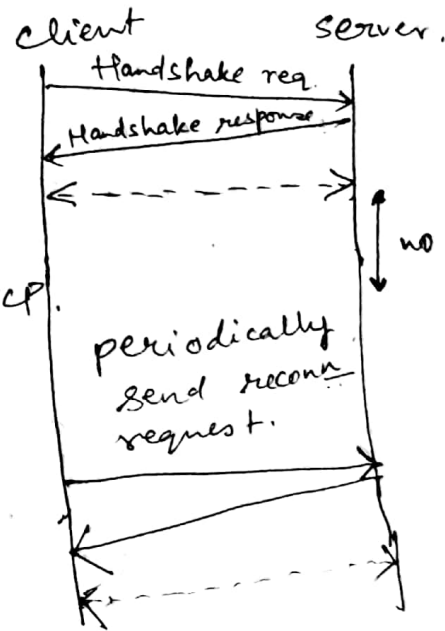 client
server.
Handshake req.
Handshake response
no
CP.
periodically
send reconn
request.